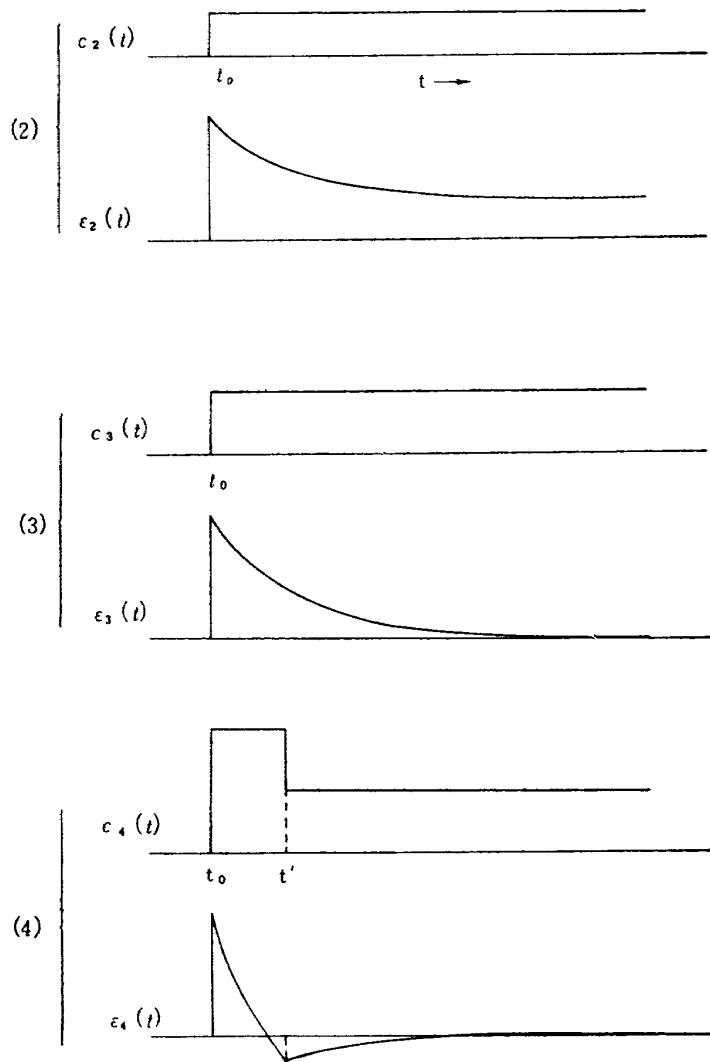 c₂(t)
t₀
t →
(2)
ε₂(t)
c₃(t)
t₀
(3)
ε₃(t)
c₄(t)
t₀ t′
(4)
ε₄(t)